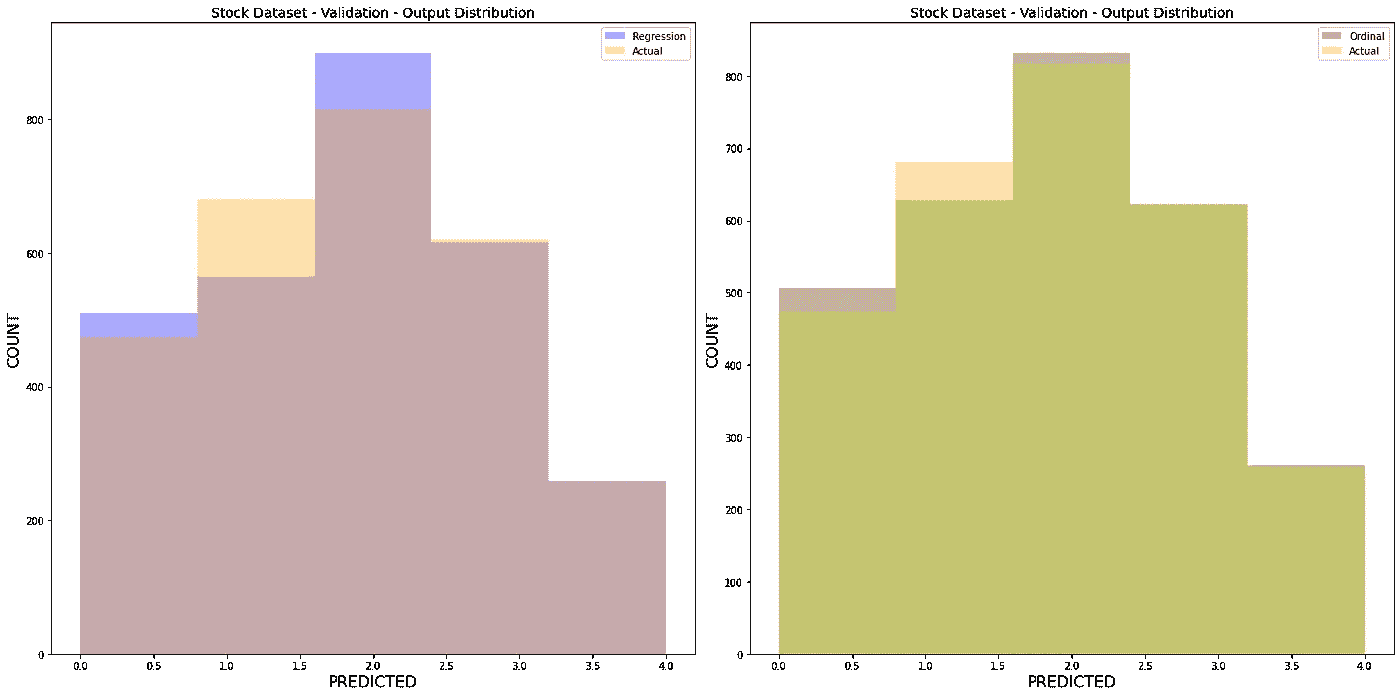 Stock Dataset - Validation - Output Distribution
Regression
Actual
800
600
400
200
0
COUNT
0.0 0.5 1.0 1.5 2.0 2.5 3.0 3.5 4.0
PREDICTED
Stock Dataset - Validation - Output Distribution
Ordinal
Actual
800
700
600
500
400
300
200
100
0
COUNT
0.0 0.5 1.0 1.5 2.0 2.5 3.0 3.5 4.0
PREDICTED